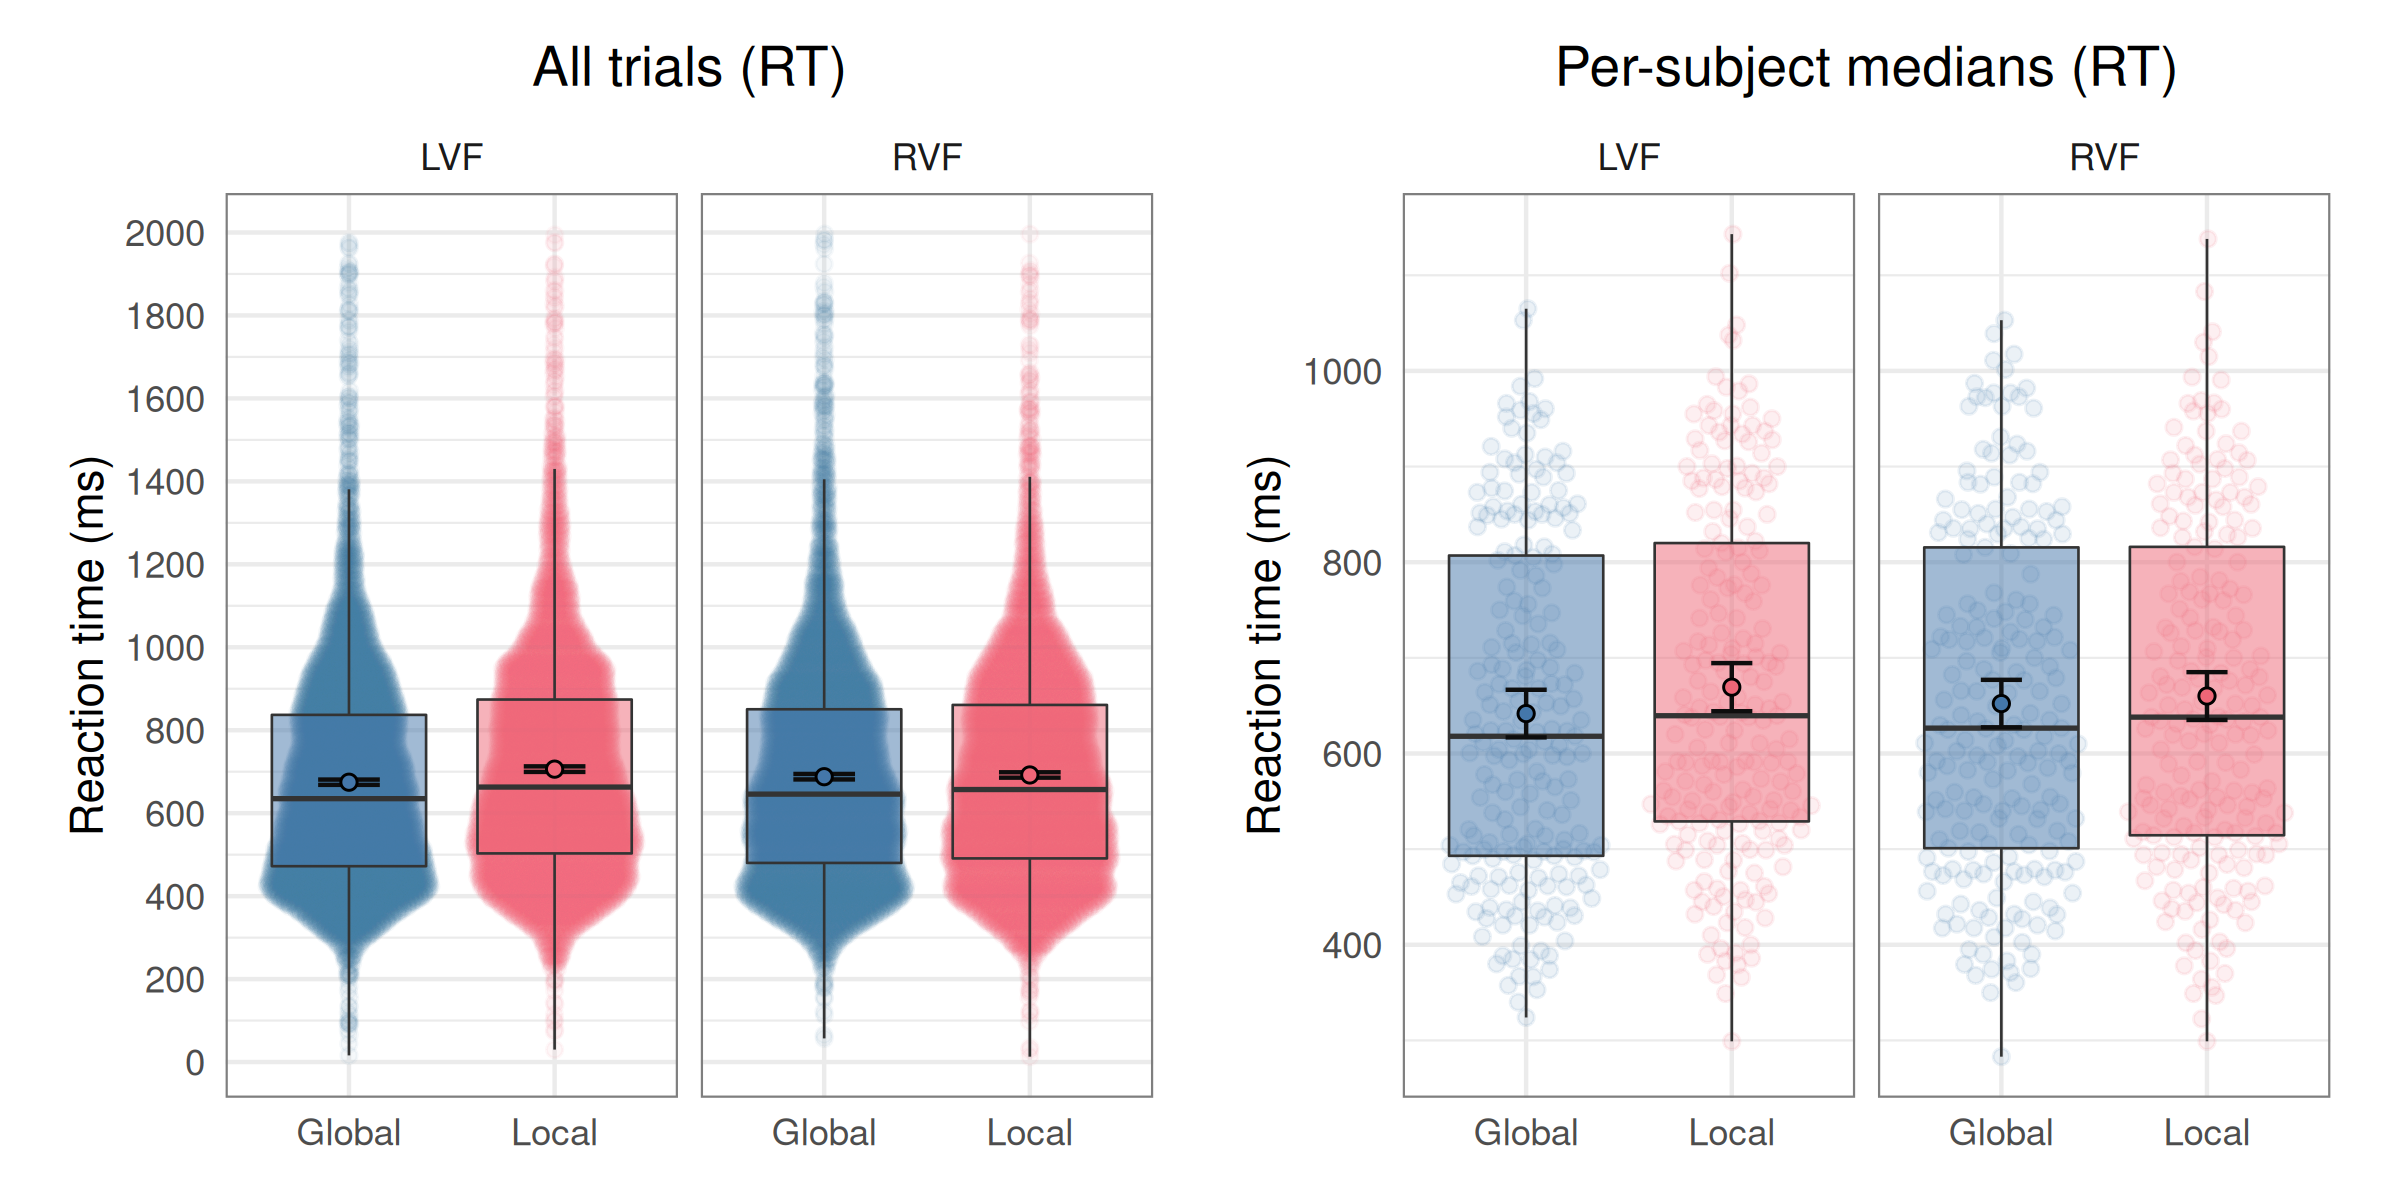 All trials (RT)
LVF
RVF
Reaction time (ms)
2000
1800
1600
1400
1200
1000
800
600
400
200
0
Global
Local
Global
Local
Per-subject medians (RT)
LVF
RVF
Reaction time (ms)
1000
800
600
400
Global
Local
Global
Local